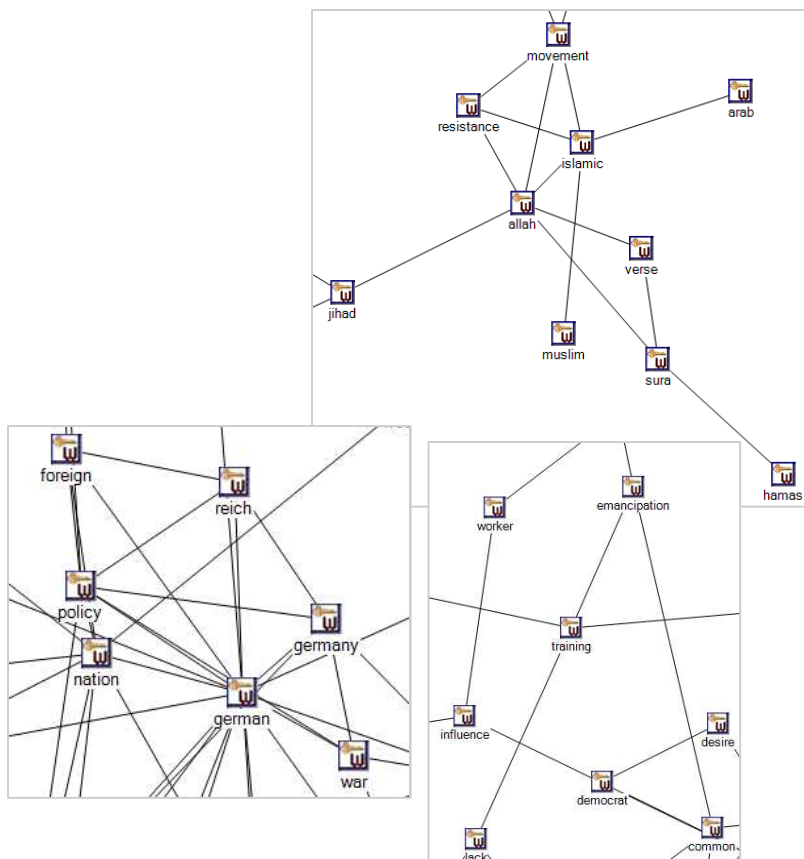 movement
resistance
arab
islamic
allah
verse
jihad
muslim
sura
hamas
foreign
reich
policy
germany
nation
german
war
emancipation
worker
training
influence
desire
democrat
common
lack